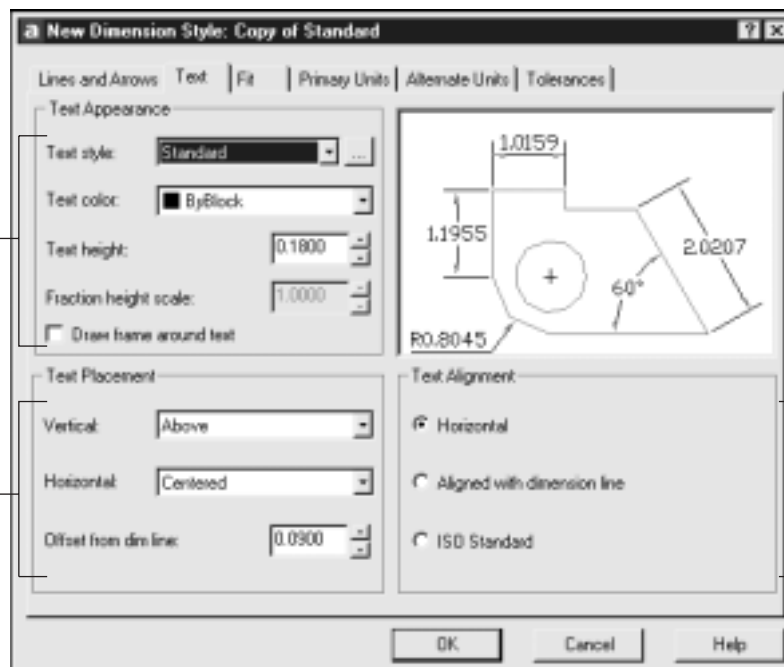 a New Dimension Style: Copy of Standard ? ×
Lines and Arrows Text Fit Primary Units Alternate Units Tolerances
Text Appearance
Text style: Standard ...
Text color: ByBlock
Text height: 0.1800
Fraction height scale: 1.0000
Draw frame around text
1.0159
1.1955
2.0207
60°
R0.8045
Text Placement
Vertical: Above
Horizontal: Centered
Offset from dim line: 0.0900
Text Alignment
Horizontal
Aligned with dimension line
ISO Standard
OK Cancel Help